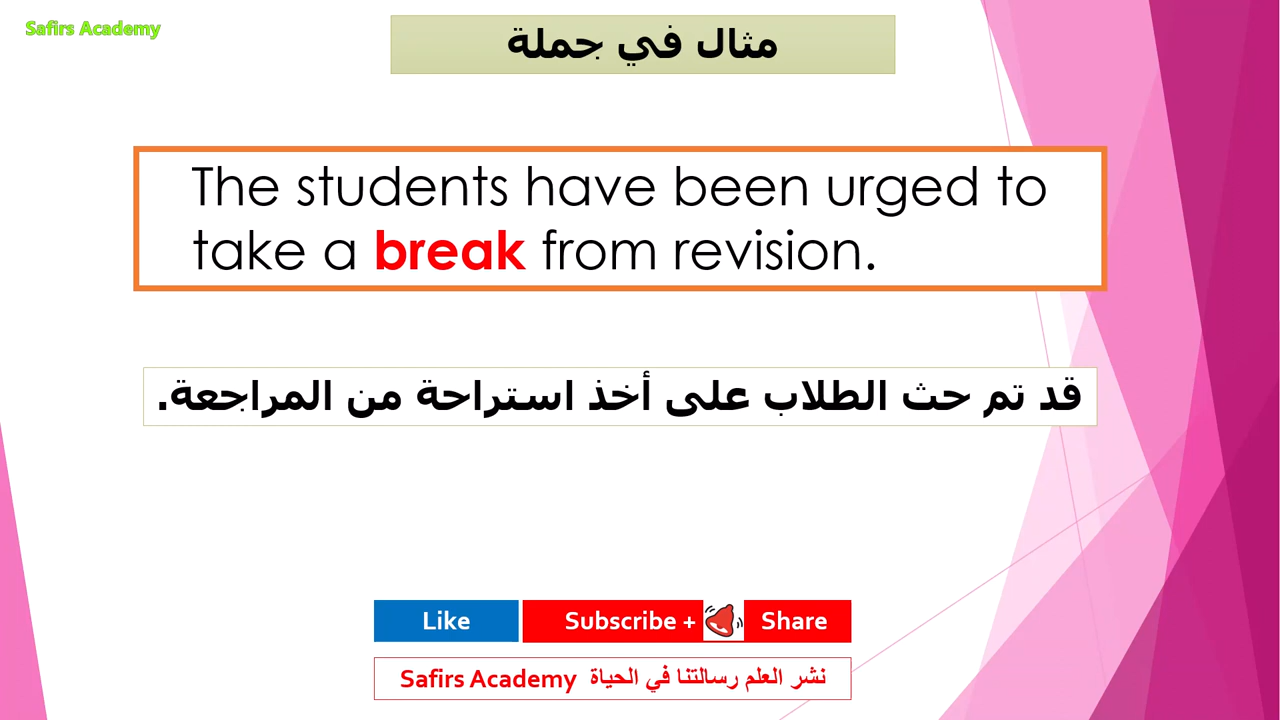 Safirs Academy
مثال في جملة
The students have been urged to
take a break from revision.
قد تم حث الطلاب على أخذ استراحة من المراجعة.
Like
Subscribe +
Share
Safirs Academy نشر العلم رسالتنا في الحياة